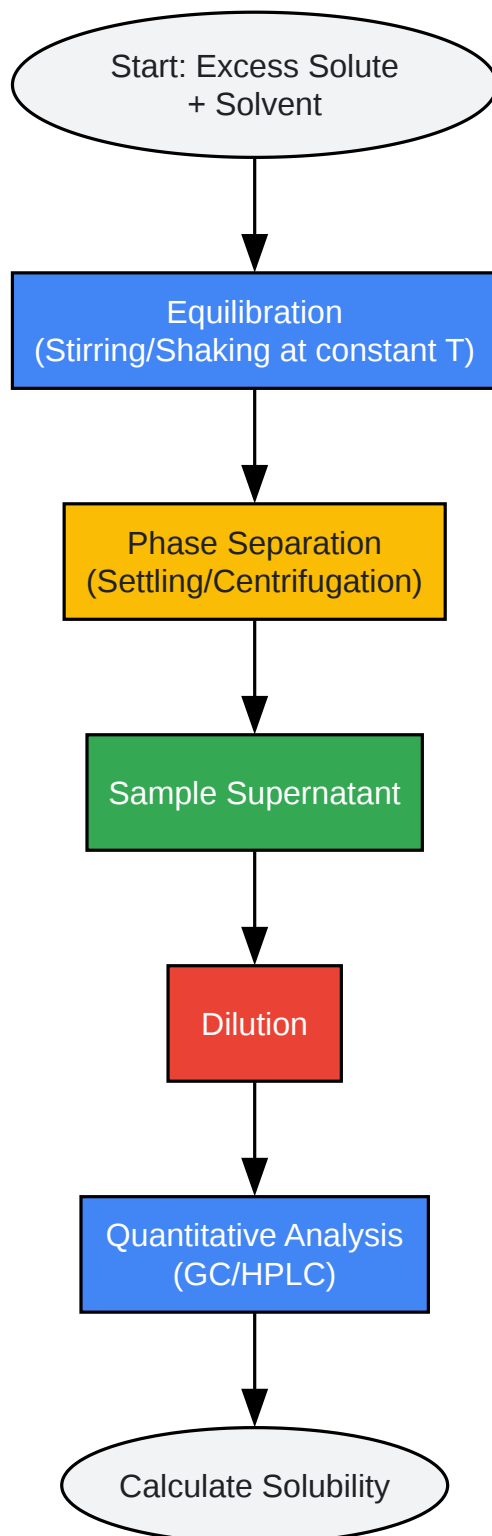 Start: Excess Solute
+ Solvent
Equilibration
(Stirring/Shaking at constant T)
Phase Separation
(Settling/Centrifugation)
Sample Supernatant
Dilution
Quantitative Analysis
(GC/HPLC)
Calculate Solubility